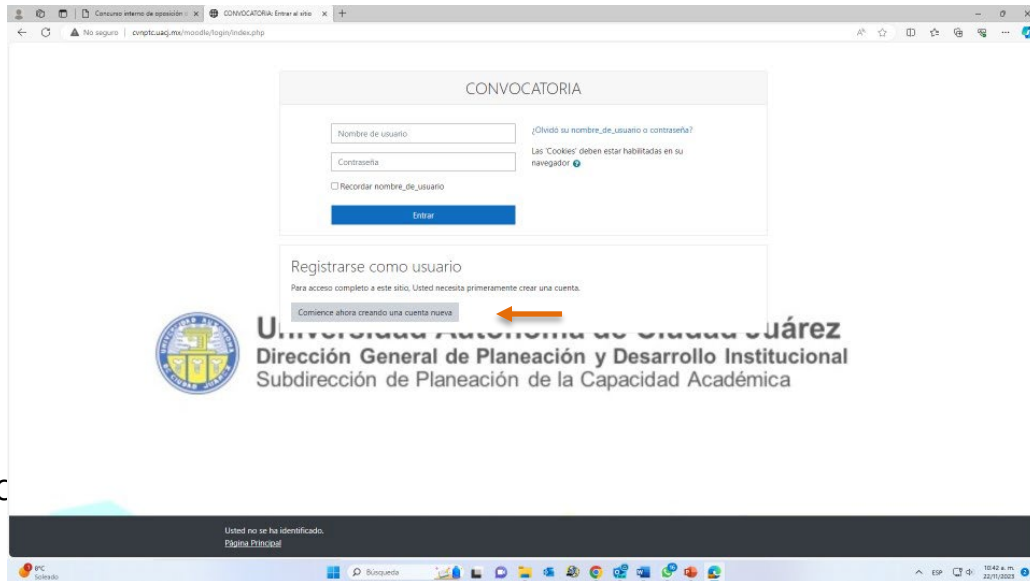 Concurso interno de oposición
CONVOCATORIA: Entrar al sitio
No seguro | cvnptc.uacj.mx/moodle/login/index.php
CONVOCATORIA
Nombre de usuario
Contraseña
Recordar nombre_de_usuario
Entrar
¿Olvidó su nombre_de_usuario o contraseña?
Las 'Cookies' deben estar habilitadas en su
navegador
Registrarse como usuario
Para acceso completo a este sitio, Usted necesita primeramente crear una cuenta.
Comience ahora creando una cuenta nueva
Universidad Autónoma de Ciudad Juárez
Dirección General de Planeación y Desarrollo Institucional
Subdirección de Planeación de la Capacidad Académica
Usted no se ha identificado.
Página Principal
8°C
Soleado
Búsqueda
ESP
10:42 a. m.
22/11/2023